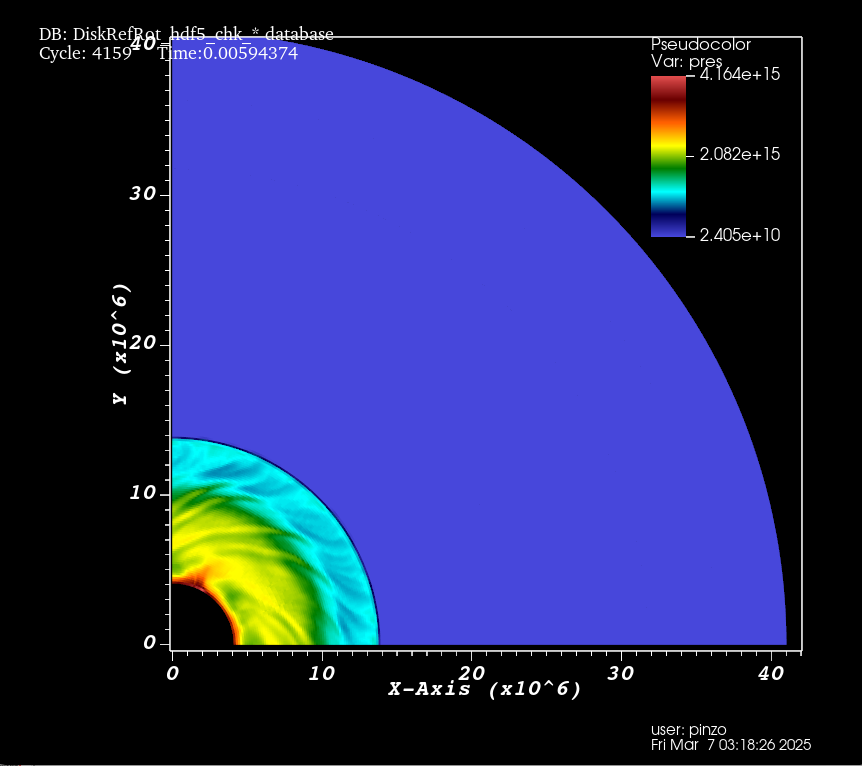 DB: DiskRefRot_hdf5_chk_* database
Cycle: 4159 Time:0.00594374
Pseudocolor
Var: pres
4.164e+15
2.082e+15
2.405e+10
40
30
20
10
0
Y (x10^6)
0 10 20 30 40
X-Axis (x10^6)
user: pinzo
Fri Mar 7 03:18:26 2025